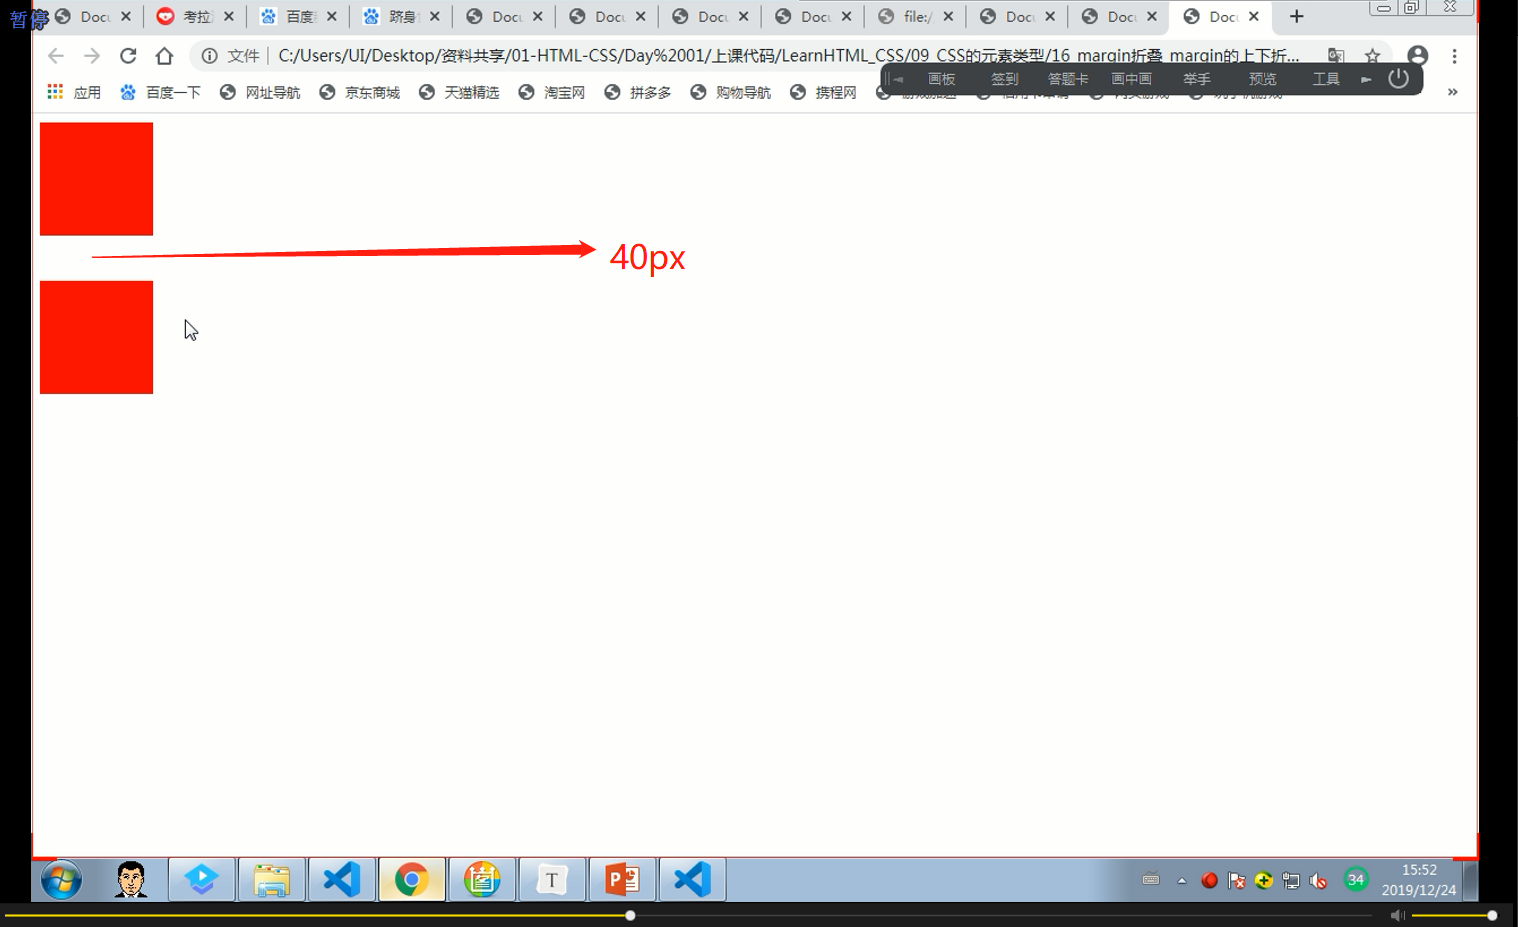 暂停
Docu 考拉 百度 跻身 Docu Docu Docu Docu file:/ Docu Docu Docu
文件 C:/Users/UI/Desktop/资料共享/01-HTML-CSS/Day%2001/上课代码/LearnHTML_CSS/09_CSS的元素类型/16_margin折叠_margin的上下折...
画板 签到 答题卡 画中画 举手 预览 工具
应用 百度一下 网址导航 京东商城 天猫精选 淘宝网 拼多多 购物导航 携程网
40px
34 15:52
2019/12/24